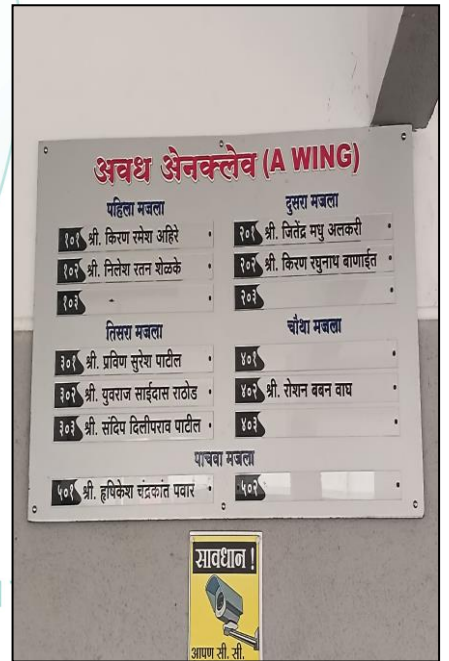 अवध ॲनक्लेव (A WING)
पहिला मजला
१०१ श्री. किरण रमेश अहिरे
१०२ श्री. निलेश रतन शेळके
१०३ -
दुसरा मजला
२०१ श्री. जितेंद्र मधु अलकरी
२०२ श्री. किरण रघुनाथ बाणाईत
२०३
तिसरा मजला
३०१ श्री. प्रविण सुरेश पाटील
३०२ श्री. युवराज साईदास राठोड
३०३ श्री. संदिप दिलीपराव पाटील
चौथा मजला
४०१
४०२ श्री. रोशन बबन वाघ
४०३
पाचवा मजला
५०१ श्री. हृषिकेश चंद्रकांत पवार
५०२
सावधान !
आपण सी. सी.